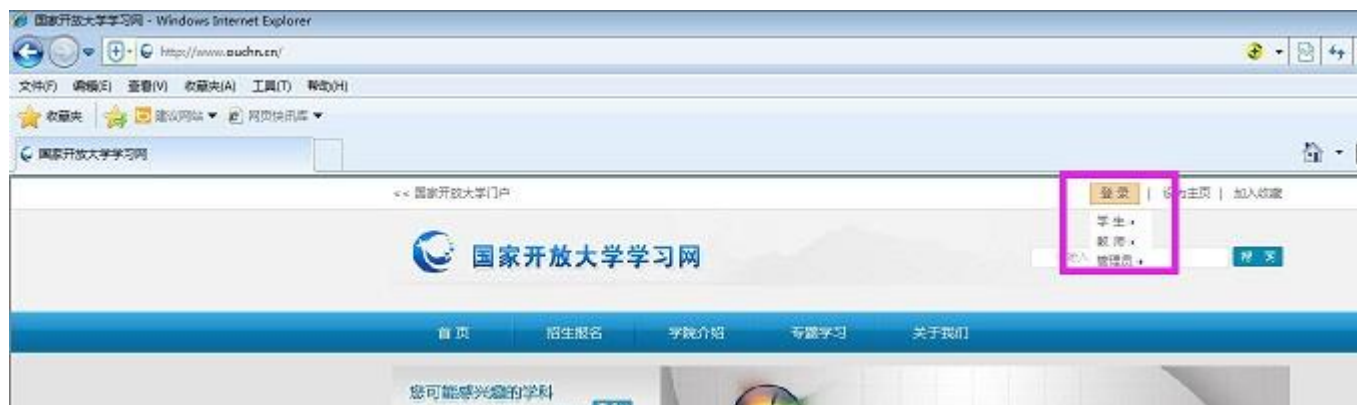 国家开放大学学习网 - Windows Internet Explorer
http://www.ouchn.cn/
文件(F) 编辑(E) 查看(V) 收藏夹(A) 工具(T) 帮助(H)
收藏夹 建议网站 网页快讯库
国家开放大学学习网
<< 国家开放大学门户 登录 | 设为主页 | 加入收藏
学生
教师
管理员
国家开放大学学习网
搜 索
首页 招生报名 学院介绍 专题学习 关于我们
您可能感兴趣的学科